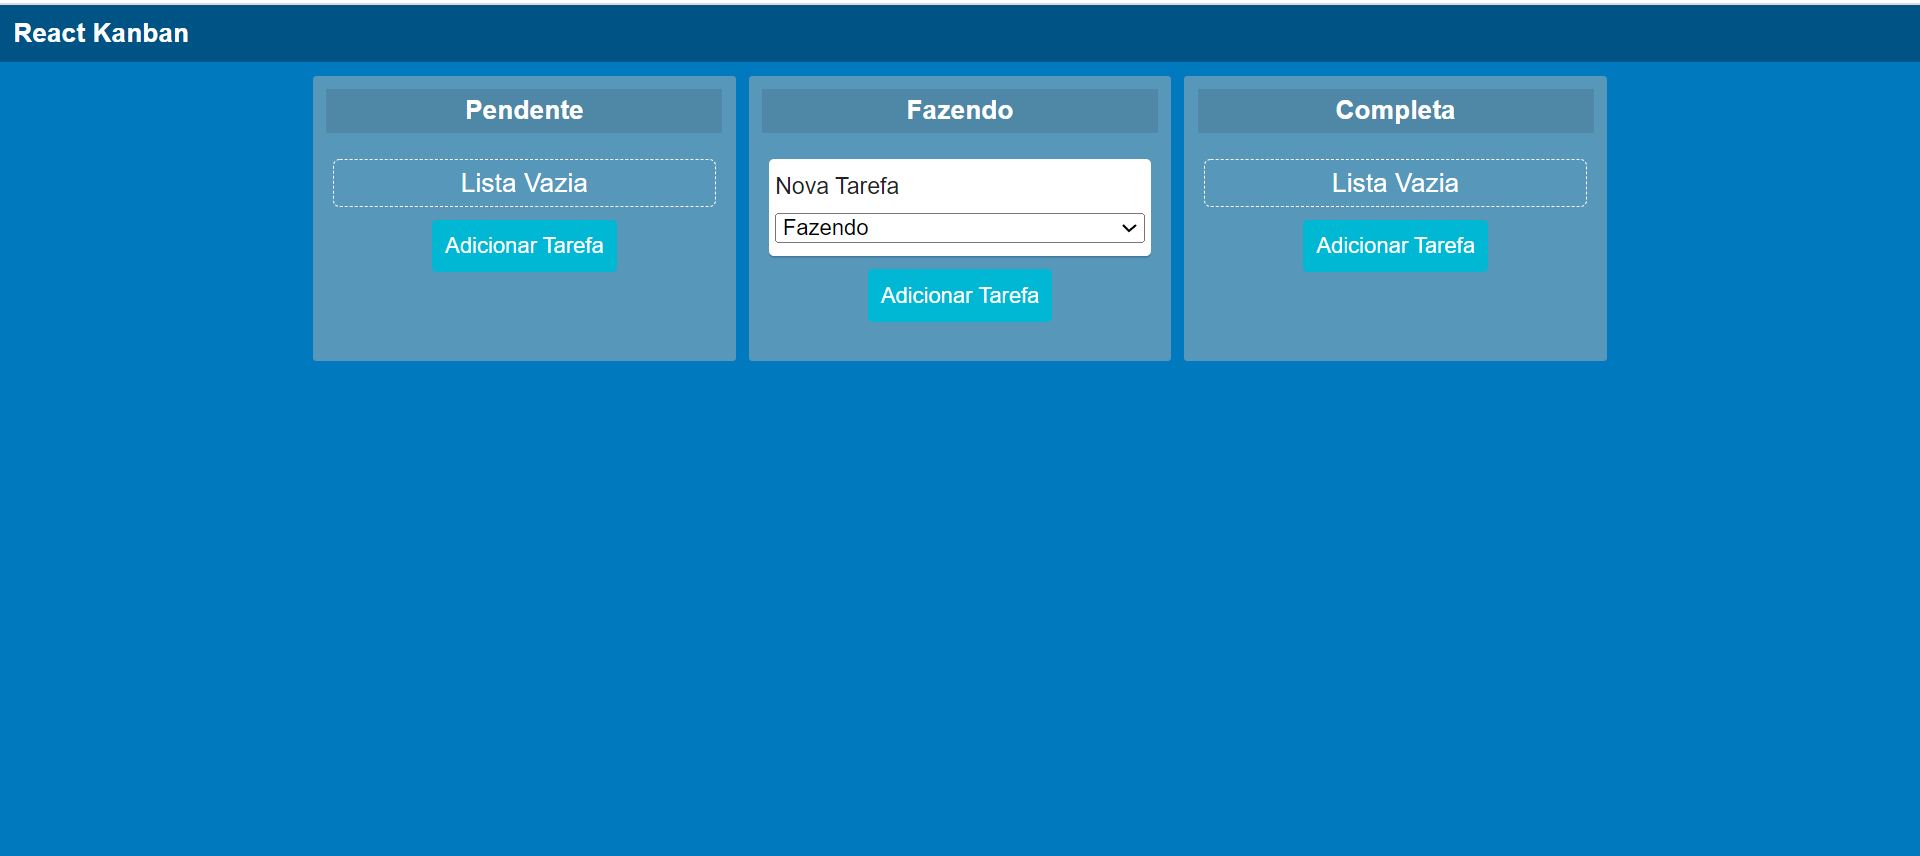 React Kanban
Pendente
Lista Vazia
Adicionar Tarefa
Fazendo
Nova Tarefa
Fazendo
Adicionar Tarefa
Completa
Lista Vazia
Adicionar Tarefa